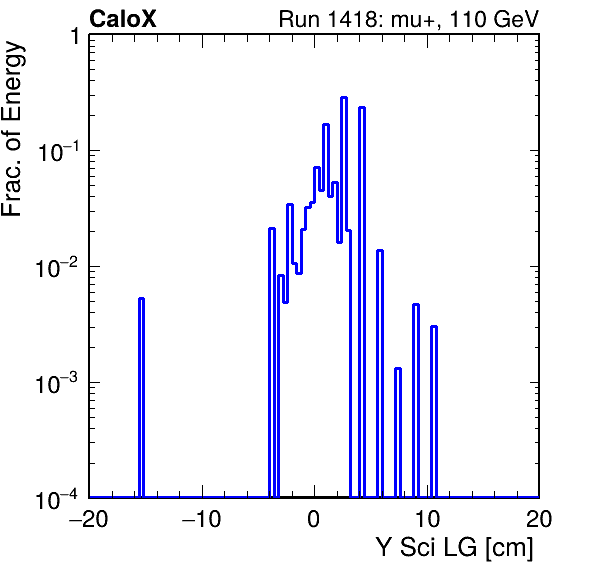 CaloX Run 1418: mu+, 110 GeV
Frac. of Energy
1
10⁻¹
10⁻²
10⁻³
10⁻⁴
−20 −10 0 10 20
Y Sci LG [cm]